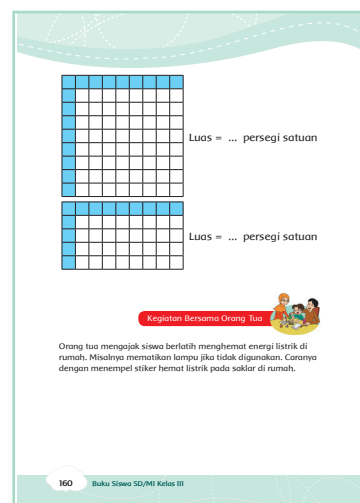 Luas = ... persegi satuan
Luas = ... persegi satuan
Kegiatan Bersama Orang Tua
Orang tua mengajak siswa berlatih menghemat energi listrik di
rumah. Misalnya mematikan lampu jika tidak digunakan. Caranya
dengan menempel stiker hemat listrik pada saklar di rumah.
160 Buku Siswa SD/MI Kelas III